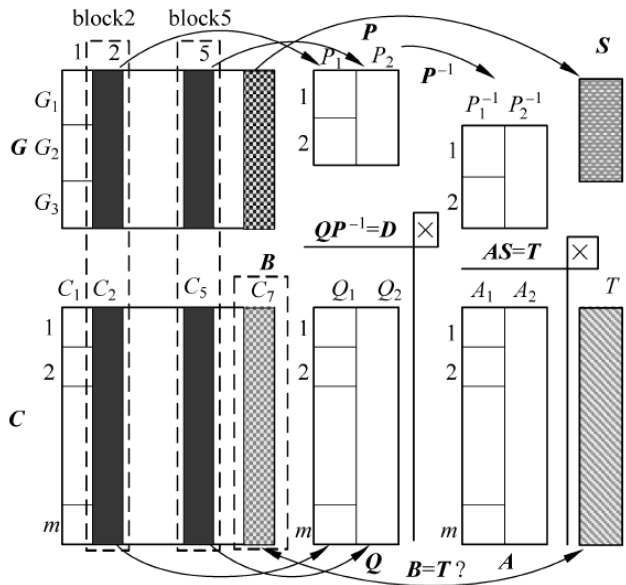 block2 block5
1 2 5 P₁ P₂ P S
P⁻¹
G₁ 1 P₁⁻¹ P₂⁻¹
G G₂ 2 1
G₃ 2
QP⁻¹=D × AS=T ×
B
C₁ C₂ C₅ C₇ Q₁ Q₂ A₁ A₂ T
1 1 1
2 2 2
C
m m m
Q B=T? A